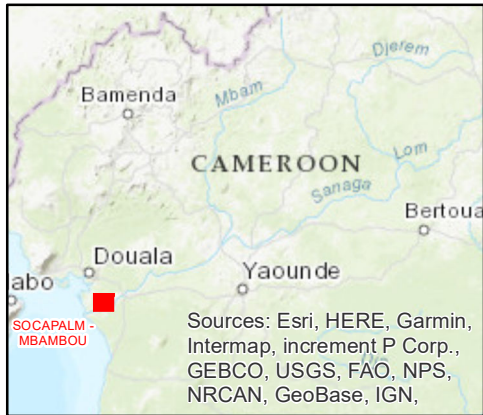 Djerem
Bamenda
Mbam
CAMEROON
Lom
Sanaga
Bertoua
Douala
Yaounde
abo
SOCAPALM -
MBAMBOU
Sources: Esri, HERE, Garmin,
Intermap, increment P Corp.,
GEBCO, USGS, FAO, NPS,
NRCAN, GeoBase, IGN,